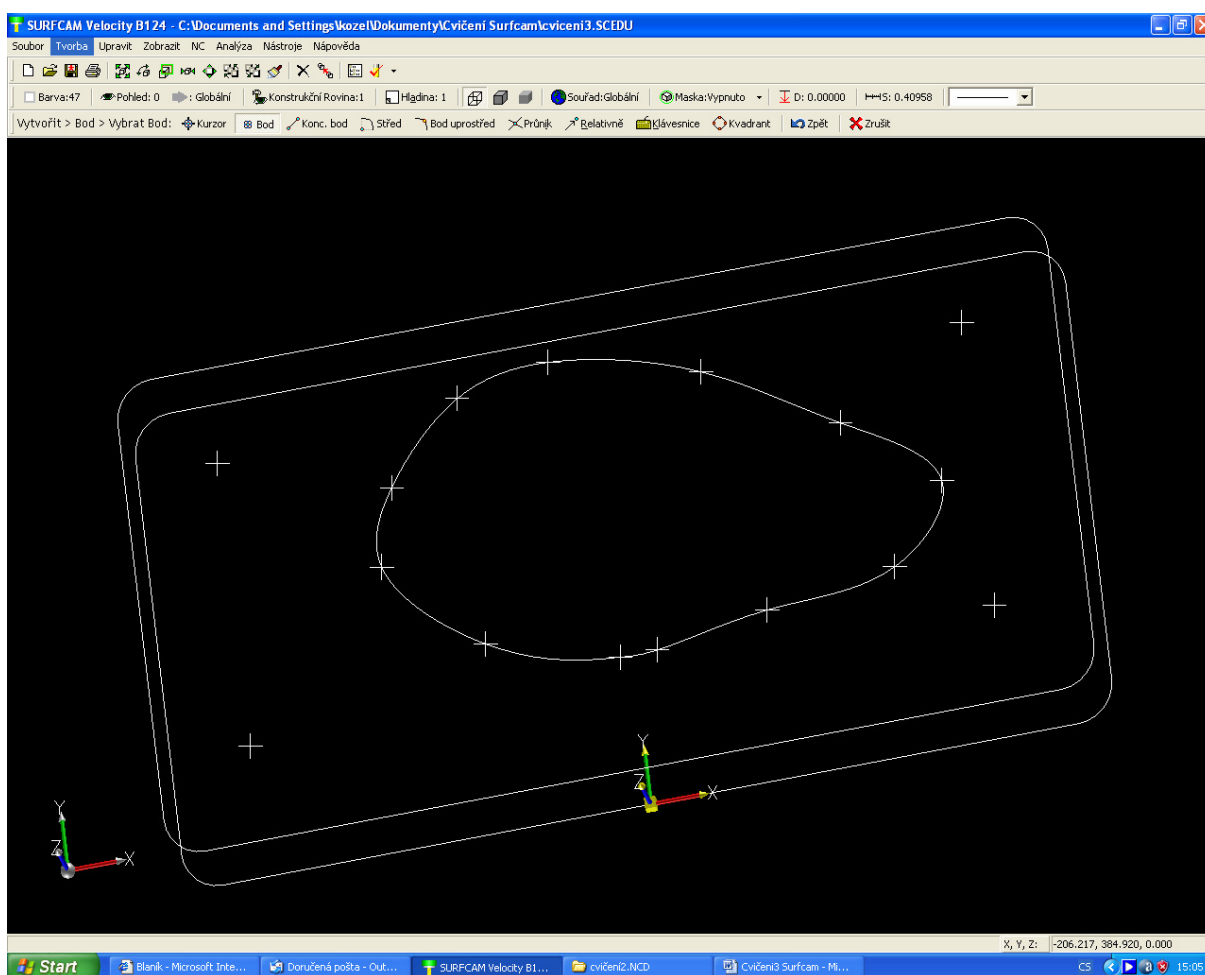 SURFCAM Velocity B124 - C:\Documents and Settings\kozel\Dokumenty\Cvičení Surfcam\cviceni3.SCEDU
Soubor Tvorba Upravit Zobrazit NC Analýza Nástroje Nápověda
Barva:47 Pohled: 0 : Globální Konstrukční Rovina:1 Hladina: 1 Souřad:Globální Maska:Vypnuto D: 0.00000 S: 0.40958
Vytvořit > Bod > Vybrat Bod: Kurzor Bod Konc. bod Střed Bod uprostřed Průnik Relativně Klávesnice Kvadrant Zpět Zrušit
Y
Z
X
Y
Z
X
X, Y, Z: -206.217, 384.920, 0.000
Start Blaník - Microsoft Inte... Doručená pošta - Out... SURFCAM Velocity B1... cvičení2.NCD Cvičeni3 Surfcam - Mi... CS 15:05